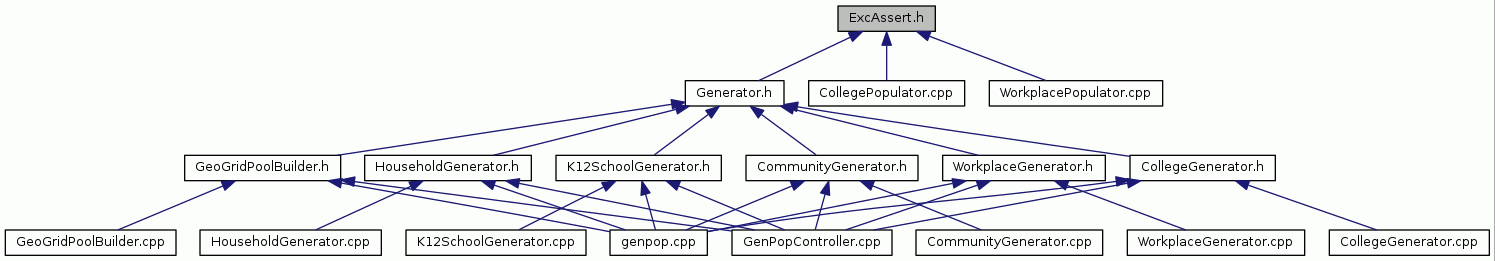 ExcAssert.h
Generator.h
CollegePopulator.cpp
WorkplacePopulator.cpp
GeoGridPoolBuilder.h
HouseholdGenerator.h
K12SchoolGenerator.h
CommunityGenerator.h
WorkplaceGenerator.h
CollegeGenerator.h
GeoGridPoolBuilder.cpp
HouseholdGenerator.cpp
K12SchoolGenerator.cpp
genpop.cpp
GenPopController.cpp
CommunityGenerator.cpp
WorkplaceGenerator.cpp
CollegeGenerator.cpp